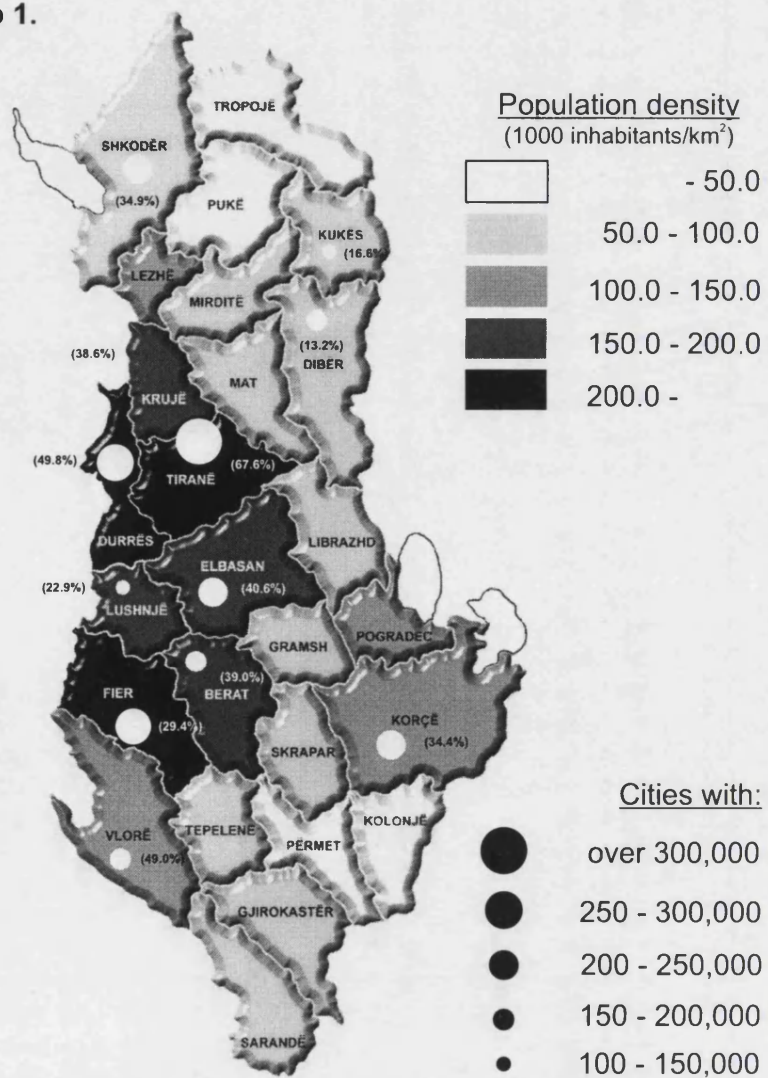 1.
TROPOJË
SHKODËR
(34.9%)
PUKË
KUKËS
(16.6%
LEZHË
MIRDITË
(13.2%)
DIBËR
(38.6%)
MAT
KRUJË
(49.8%)
(67.6%)
TIRANË
DURRËS
LIBRAZHD
ELBASAN
(40.6%)
(22.9%)
LUSHNJË
GRAMSH
POGRADEC
FIER
(29.4%)
(39.0%)
BERAT
KORÇË
(34.4%)
SKRAPAR
VLORË
(49.0%)
TEPELENË
PËRMET
KOLONJË
GJIROKASTËR
SARANDË
Population density
(1000 inhabitants/km²)
- 50.0
50.0 - 100.0
100.0 - 150.0
150.0 - 200.0
200.0 -
Cities with:
over 300,000
250 - 300,000
200 - 250,000
150 - 200,000
100 - 150,000